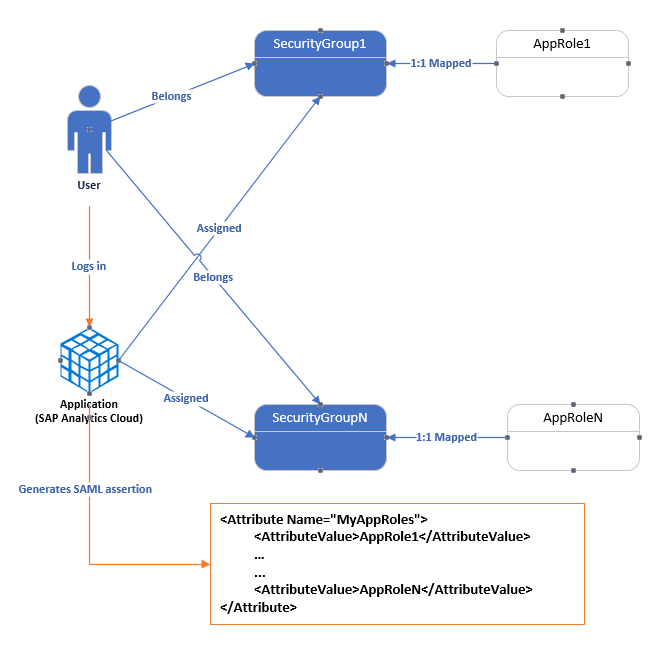 SecurityGroup1
AppRole1
1:1 Mapped
Belongs
User
Assigned
Logs in
Belongs
Application
(SAP Analytics Cloud)
Assigned
SecurityGroupN
AppRoleN
1:1 Mapped
Generates SAML assertion
<Attribute Name="MyAppRoles">
<AttributeValue>AppRole1</AttributeValue>
...
...
<AttributeValue>AppRoleN</AttributeValue>
</Attribute>